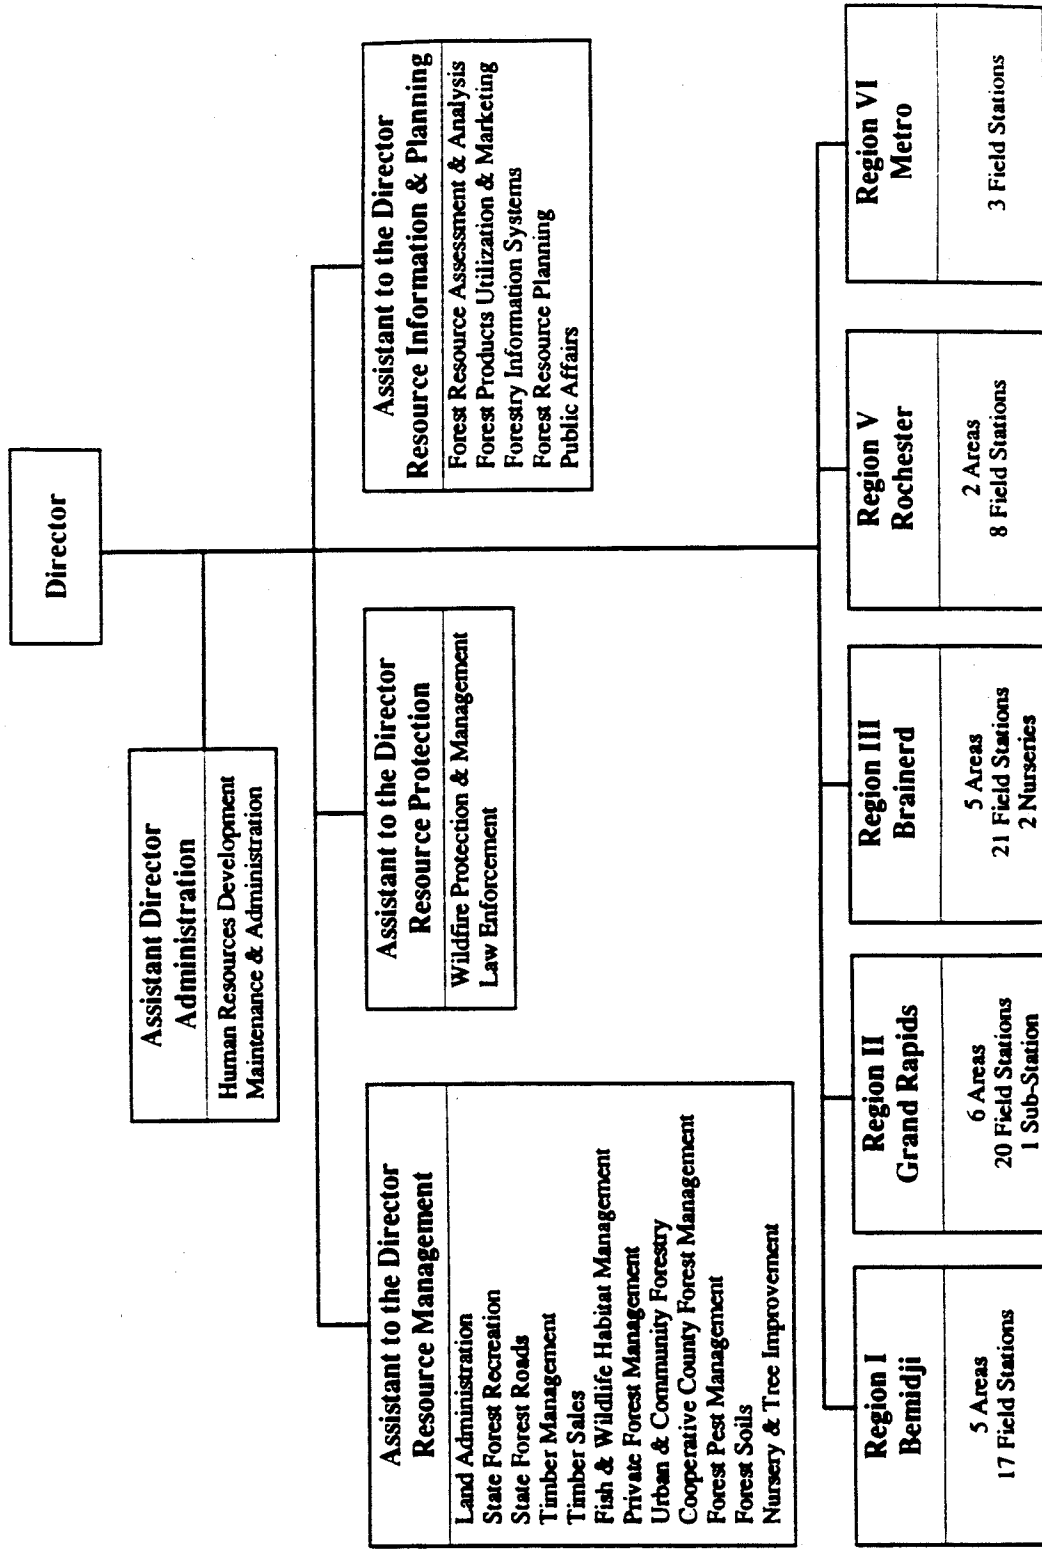 Director
Assistant Director
Administration
Human Resources Development
Maintenance & Administration
Assistant to the Director
Resource Management
Land Administration
State Forest Recreation
State Forest Roads
Timber Management
Timber Sales
Fish & Wildlife Habitat Management
Private Forest Management
Urban & Community Forestry
Cooperative County Forest Management
Forest Pest Management
Forest Soils
Nursery & Tree Improvement
Assistant to the Director
Resource Protection
Wildfire Protection & Management
Law Enforcement
Assistant to the Director
Resource Information & Planning
Forest Resource Assessment & Analysis
Forest Products Utilization & Marketing
Forestry Information Systems
Forest Resource Planning
Public Affairs
Region I
Bemidji
5 Areas
17 Field Stations
Region II
Grand Rapids
6 Areas
20 Field Stations
1 Sub-Station
Region III
Brainerd
5 Areas
21 Field Stations
2 Nurseries
Region V
Rochester
2 Areas
8 Field Stations
Region VI
Metro
3 Field Stations